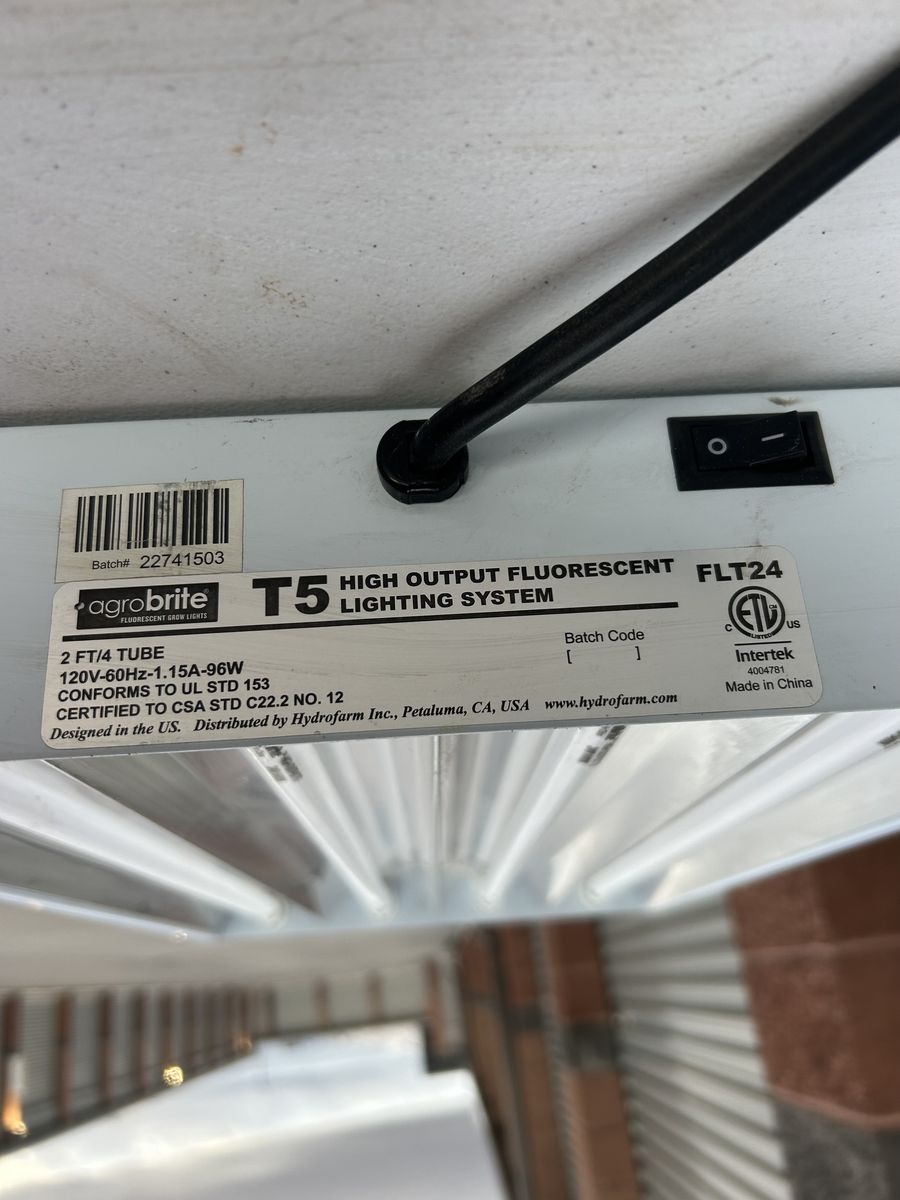 O —
Batch# 22741503
agrobrite
FLUORESCENT GROW LIGHTS
T5 HIGH OUTPUT FLUORESCENT
LIGHTING SYSTEM
FLT24
2 FT/4 TUBE
120V-60Hz-1.15A-96W
CONFORMS TO UL STD 153
CERTIFIED TO CSA STD C22.2 NO. 12
Designed in the US. Distributed by Hydrofarm Inc., Petaluma, CA, USA www.hydrofarm.com
Batch Code
[ ]
C ETL US
LISTED
Intertek
4004781
Made in China